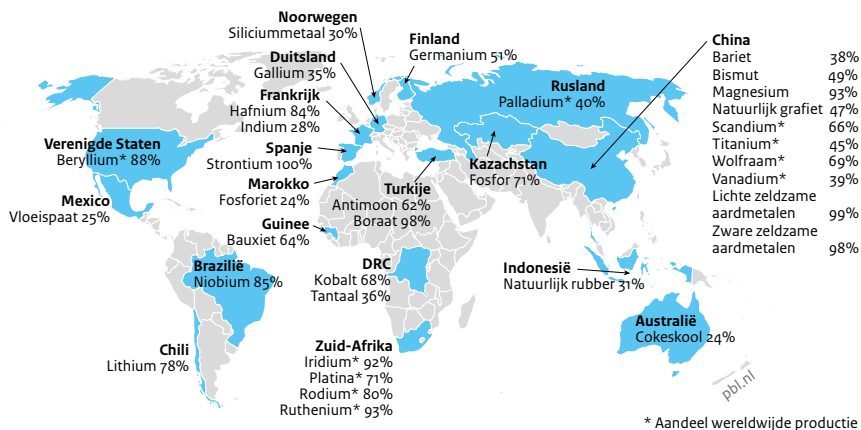 Noorwegen
Siliciummetaal 30%
Duitsland
Gallium 35%
Frankrijk
Hafnium 84%
Indium 28%
Spanje
Strontium 100%
Marokko
Fosforiet 24%
Guinee
Bauxiet 64%
Finland
Germanium 51%
Rusland
Palladium* 40%
Kazachstan
Fosfor 71%
Turkije
Antimoon 62%
Boraat 98%
China
Bariet 38%
Bismut 49%
Magnesium 93%
Natuurlijk grafiet 47%
Scandium* 66%
Titanium* 45%
Wolfraam* 69%
Vanadium* 39%
Lichte zeldzame
aardmetalen 99%
Zware zeldzame
aardmetalen 98%
Verenigde Staten
Beryllium* 88%
Mexico
Vloeispaat 25%
Brazilië
Niobium 85%
Chili
Lithium 78%
DRC
Kobalt 68%
Tantaal 36%
Zuid-Afrika
Iridium* 92%
Platina* 71%
Rodium* 80%
Ruthenium* 93%
Indonesië
Natuurlijk rubber 31%
Australië
Cokeskool 24%
pbl.nl
* Aandeel wereldwijde productie